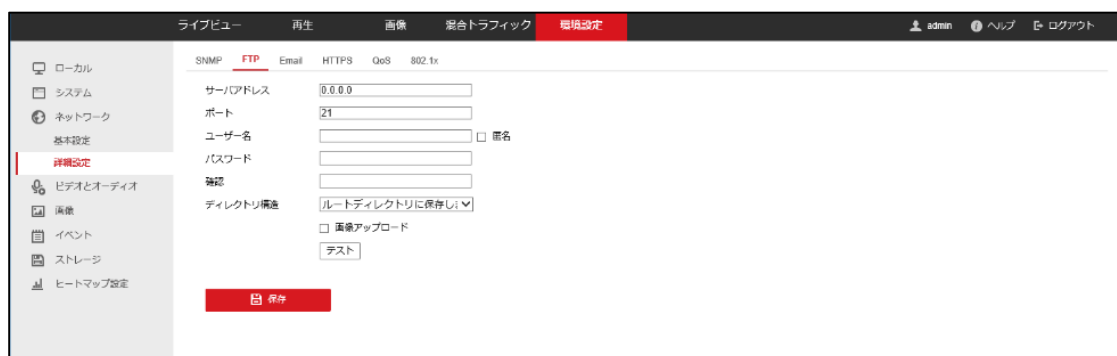 ライブビュー 再生 画像 混合トラフィック 環境設定 admin ヘルプ ログアウト
ローカル
システム
ネットワーク
基本設定
詳細設定
ビデオとオーディオ
画像
イベント
ストレージ
ヒートマップ設定
SNMP FTP Email HTTPS QoS 802.1x
サーバアドレス 0.0.0.0
ポート 21
ユーザー名 匿名
パスワード
確認
ディレクトリ構造 ルートディレクトリに保存しま
画像アップロード
テスト
保存